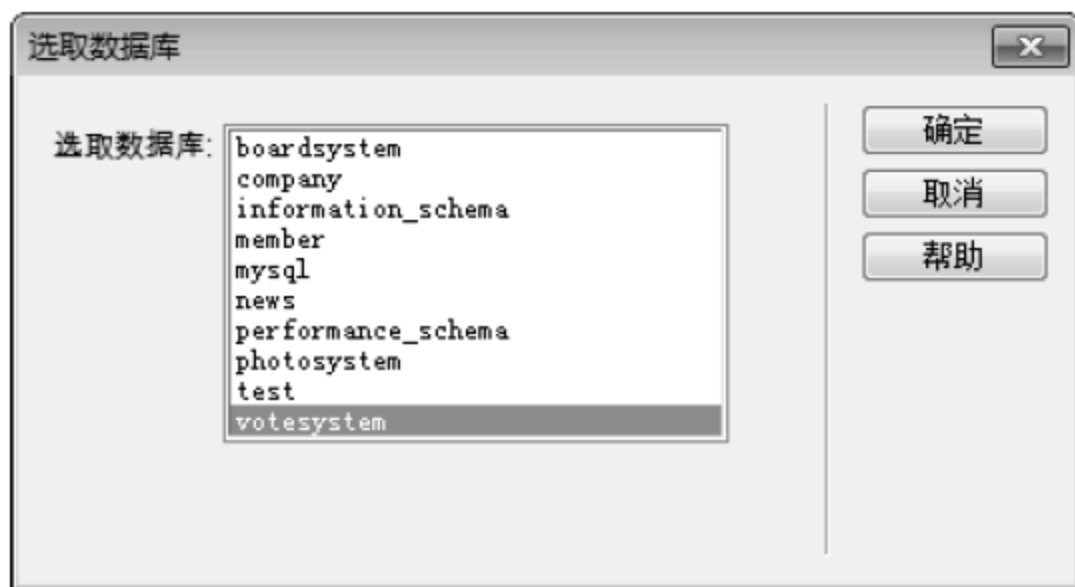 选取数据库
选取数据库:
boardsystem
company
information_schema
member
mysql
news
performance_schema
photosystem
test
votesystem
确定
取消
帮助